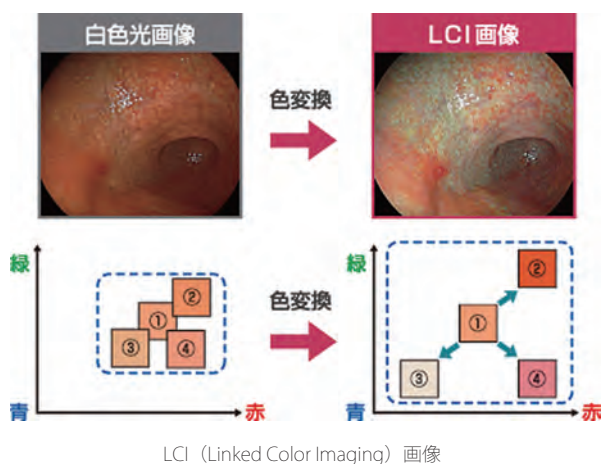 白色光画像
LCI画像
色変換
緑
②
①
③
④
青
赤
色変換
緑
②
①
③
④
青
赤
LCI（Linked Color Imaging）画像